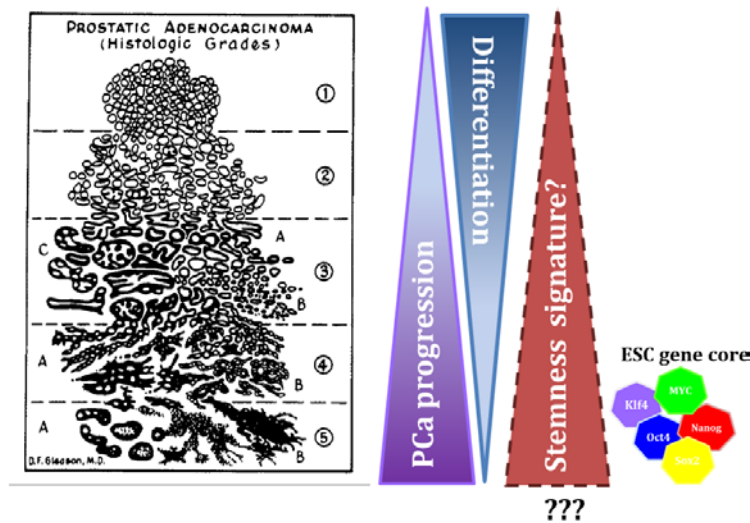 PROSTATIC ADENOCARCINOMA
(Histologic Grades)
1
2
C
A
3
B
A
4
B
A
5
B
D.F. Gleason, M.D.
PCa progression
Differentiation
Stemness signature?
???
ESC gene core
MYC
Klf4
Nanog
Oct4
Sox2